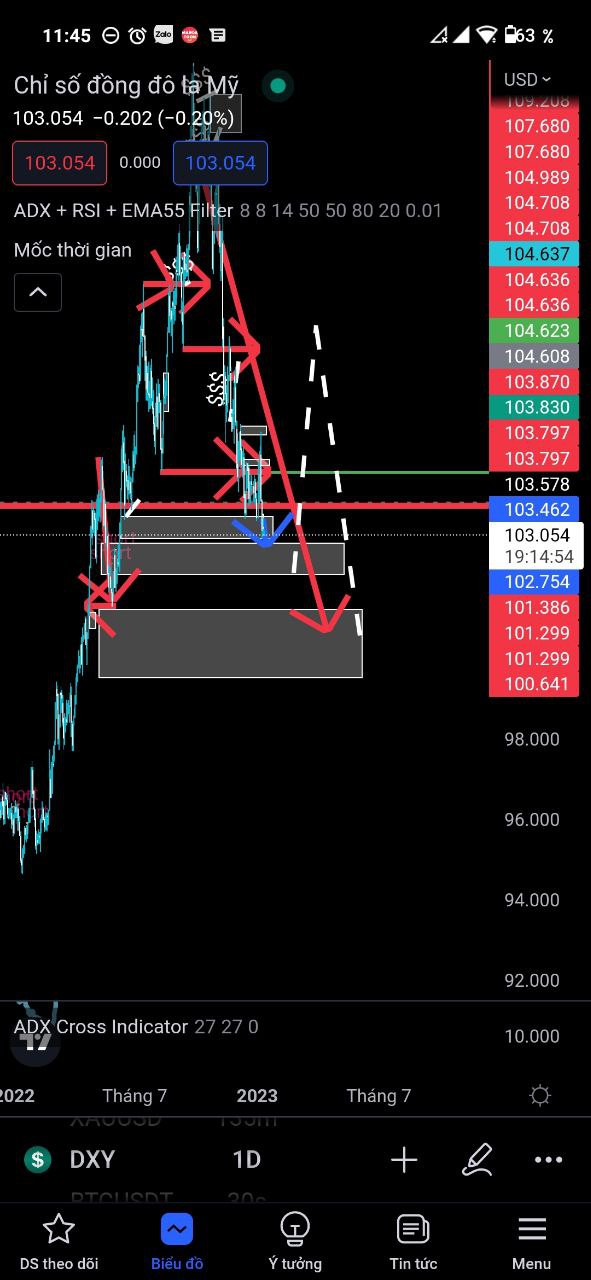 11:45
Zalo
63 %
Chỉ số đồng đô la Mỹ
USD
103.054 −0.202 (−0.20%)
103.054
0.000
103.054
ADX + RSI + EMA55 Filter 8 8 14 50 50 80 20 0.01
Mốc thời gian
$$$
$$$
109.208
107.680
107.680
104.989
104.708
104.708
104.637
104.636
104.636
104.623
104.608
103.870
103.830
103.797
103.797
103.578
103.462
103.054
19:14:54
102.754
101.386
101.299
101.299
100.641
98.000
96.000
94.000
92.000
ADX Cross Indicator 27 27 0
10.000
2022
Tháng 7
2023
Tháng 7
XAUUSD
135m
DXY
1D
BTCUSDT
30s
DS theo dõi
Biểu đồ
Ý tưởng
Tin tức
Menu